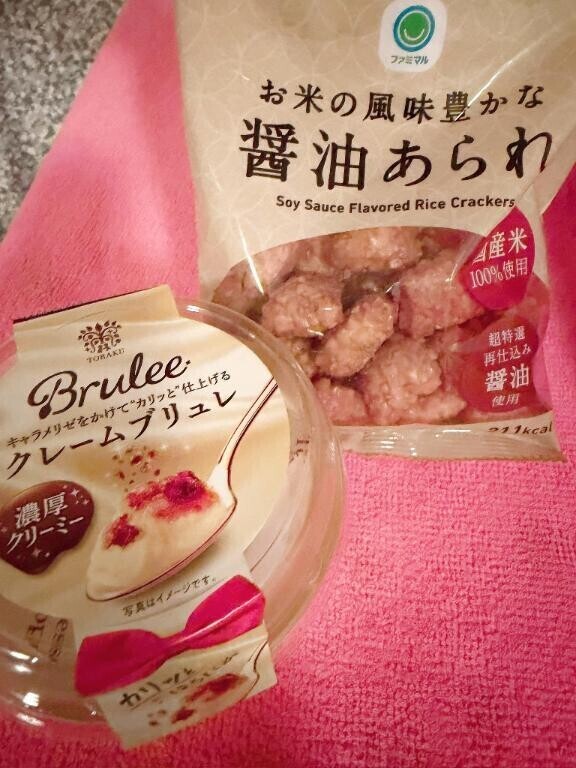 ファミマル
お米の風味豊かな
醤油あられ
Soy Sauce Flavored Rice Crackers
国産米
100%使用
超特選
再仕込み
醤油
使用
211kcal
TORAKU
Brulee
キャラメリゼをかけて"カリッと"仕上げる
クレームブリュレ
濃厚
クリーミー
写真はイメージです。